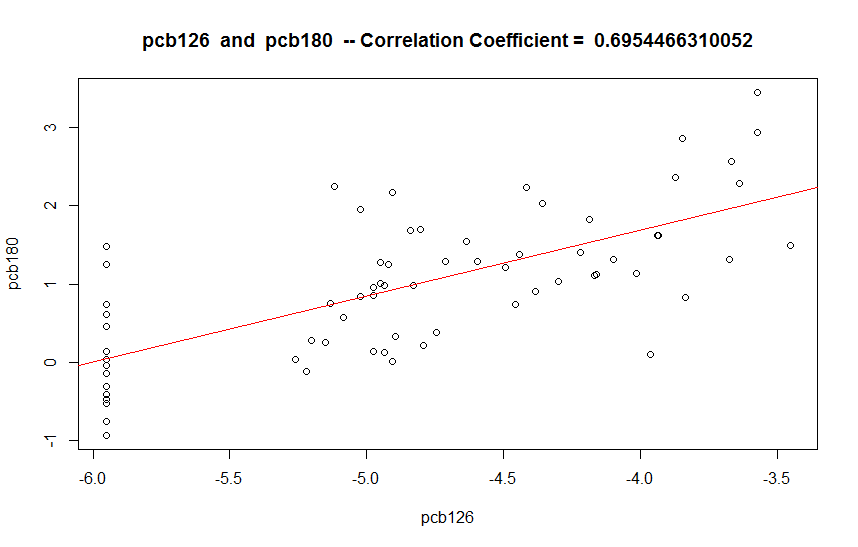 pcb126 and pcb180 -- Correlation Coefficient = 0.6954466310052
3
2
1
0
-1
pcb180
-6.0 -5.5 -5.0 -4.5 -4.0 -3.5
pcb126